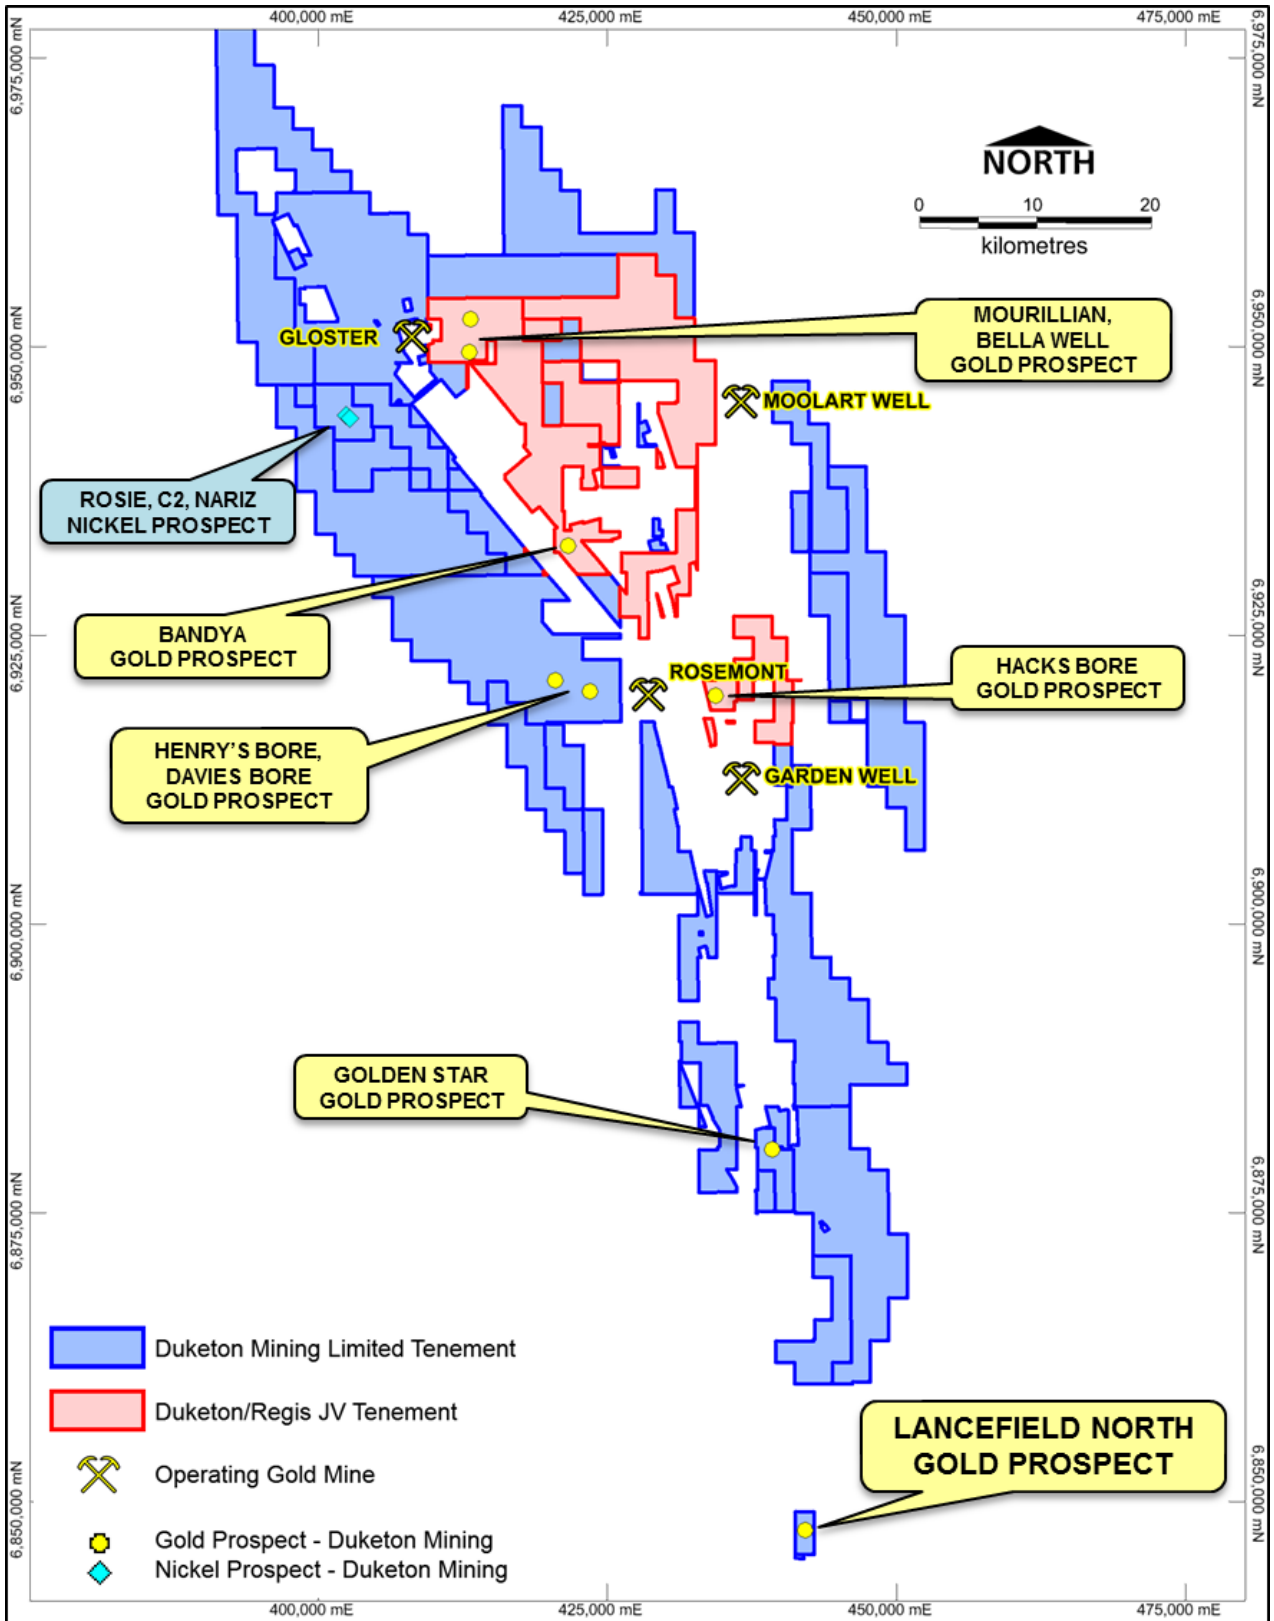 400,000 mE
425,000 mE
450,000 mE
475,000 mE
6,975,000 mN
6,975,000 mN
NORTH
0
10
20
kilometres
MOURILLIAN,
BELLA WELL
GOLD PROSPECT
GLOSTER
6,950,000 mN
6,950,000 mN
MOOLART WELL
ROSIE, C2, NARIZ
NICKEL PROSPECT
BANDYA
GOLD PROSPECT
6,925,000 mN
6,925,000 mN
ROSEMONT
HACKS BORE
GOLD PROSPECT
HENRY'S BORE,
DAVIES BORE
GOLD PROSPECT
GARDEN WELL
6,900,000 mN
6,900,000 mN
GOLDEN STAR
GOLD PROSPECT
6,875,000 mN
6,875,000 mN
Duketon Mining Limited Tenement
Duketon/Regis JV Tenement
Operating Gold Mine
Gold Prospect - Duketon Mining
Nickel Prospect - Duketon Mining
LANCEFIELD NORTH
GOLD PROSPECT
6,850,000 mN
6,850,000 mN
400,000 mE
425,000 mE
450,000 mE
475,000 mE